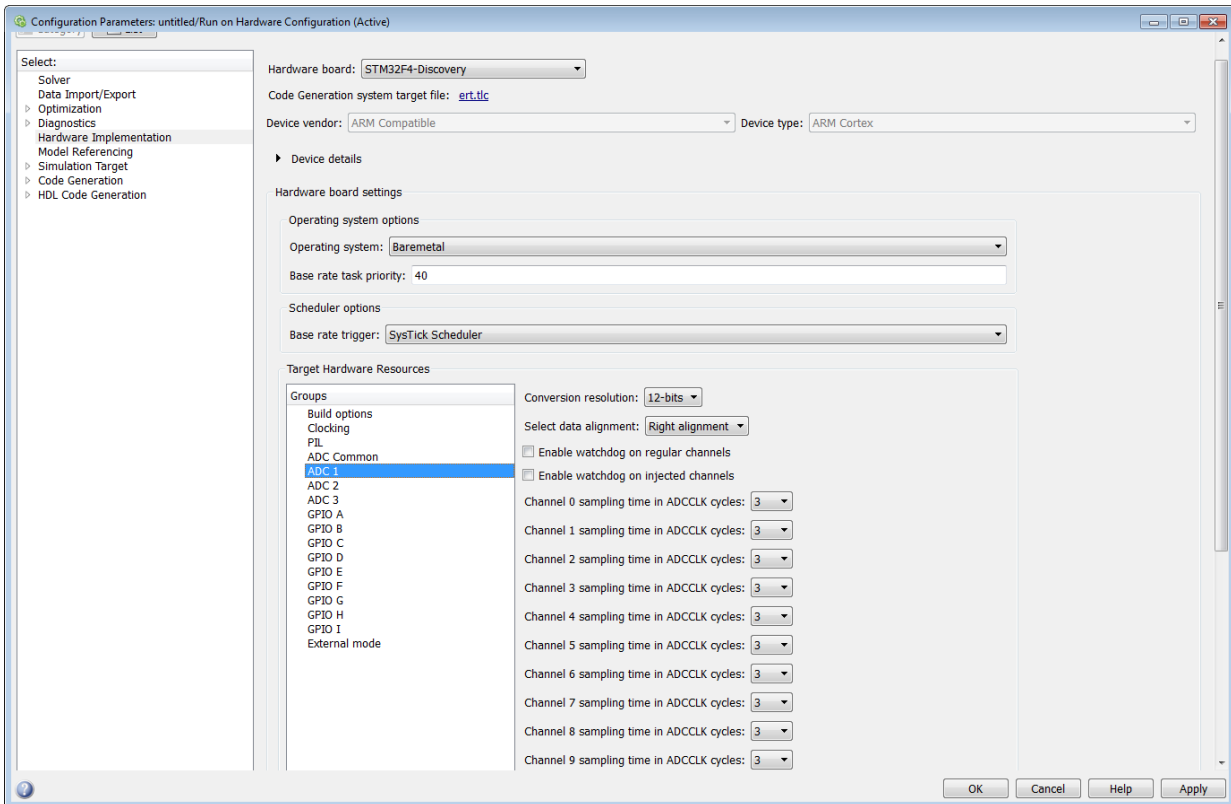 Configuration Parameters: untitled/Run on Hardware Configuration (Active)
Select:
Solver
Data Import/Export
Optimization
Diagnostics
Hardware Implementation
Model Referencing
Simulation Target
Code Generation
HDL Code Generation
Hardware board: STM32F4-Discovery
Code Generation system target file: ert.tlc
Device vendor: ARM Compatible Device type: ARM Cortex
Device details
Hardware board settings
Operating system options
Operating system: Baremetal
Base rate task priority: 40
Scheduler options
Base rate trigger: SysTick Scheduler
Target Hardware Resources
Groups
Build options
Clocking
PIL
ADC Common
ADC 1
ADC 2
ADC 3
GPIO A
GPIO B
GPIO C
GPIO D
GPIO E
GPIO F
GPIO G
GPIO H
GPIO I
External mode
Conversion resolution: 12-bits
Select data alignment: Right alignment
Enable watchdog on regular channels
Enable watchdog on injected channels
Channel 0 sampling time in ADCCLK cycles: 3
Channel 1 sampling time in ADCCLK cycles: 3
Channel 2 sampling time in ADCCLK cycles: 3
Channel 3 sampling time in ADCCLK cycles: 3
Channel 4 sampling time in ADCCLK cycles: 3
Channel 5 sampling time in ADCCLK cycles: 3
Channel 6 sampling time in ADCCLK cycles: 3
Channel 7 sampling time in ADCCLK cycles: 3
Channel 8 sampling time in ADCCLK cycles: 3
Channel 9 sampling time in ADCCLK cycles: 3
OK Cancel Help Apply